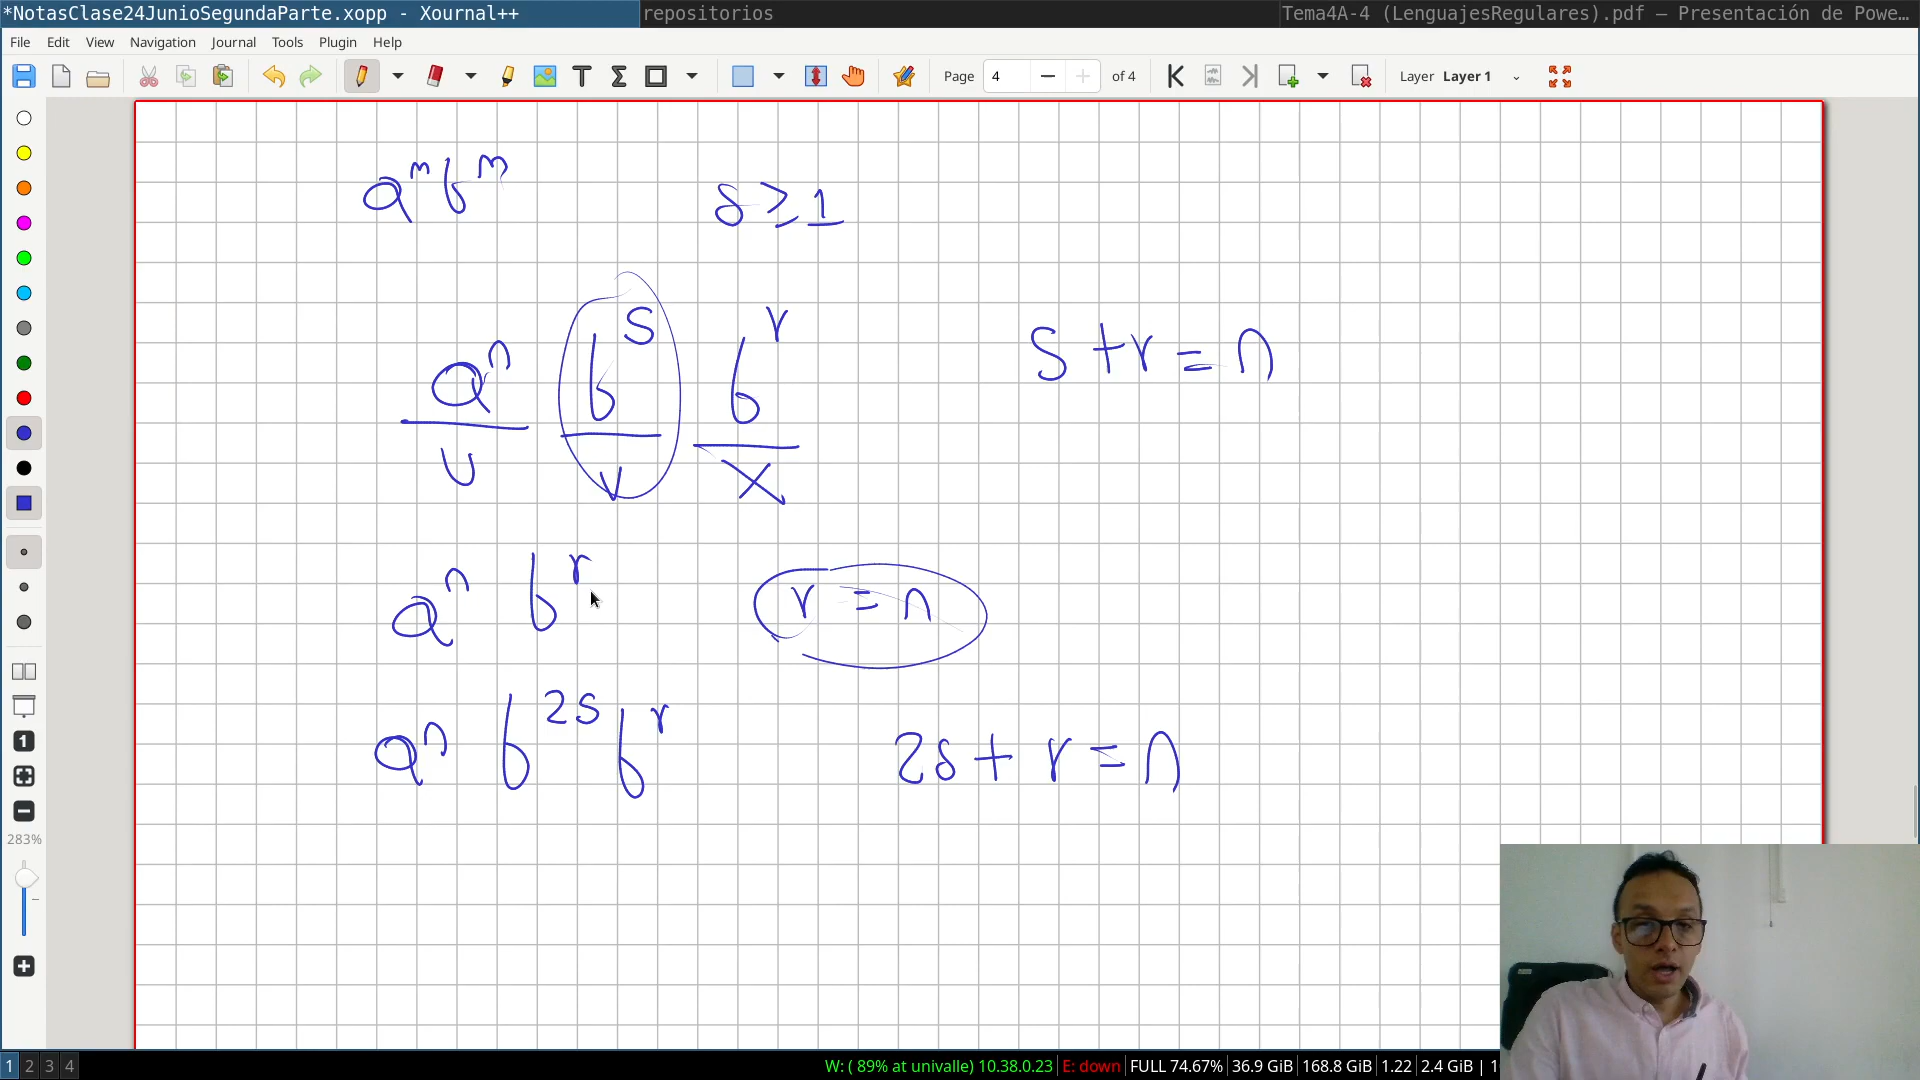 *NotasClase24JunioSegundaParte.xopp - Xournal++
repositorios
Tema4A-4 (LenguajesRegulares).pdf — Presentación de Powe...
File Edit View Navigation Journal Tools Plugin Help
Page 4 of 4 Layer Layer 1
a^m b^m s ≥ 1
a^n b^s b^r s + r = n
u v x
a^n b^r r = n
a^n b^2s b^r 2s + r = n
1
283%
1 2 3 4
W: ( 89% at univalle) 10.38.0.23 E: down FULL 74.67% 36.9 GiB 168.8 GiB 1.22 2.4 GiB | 1